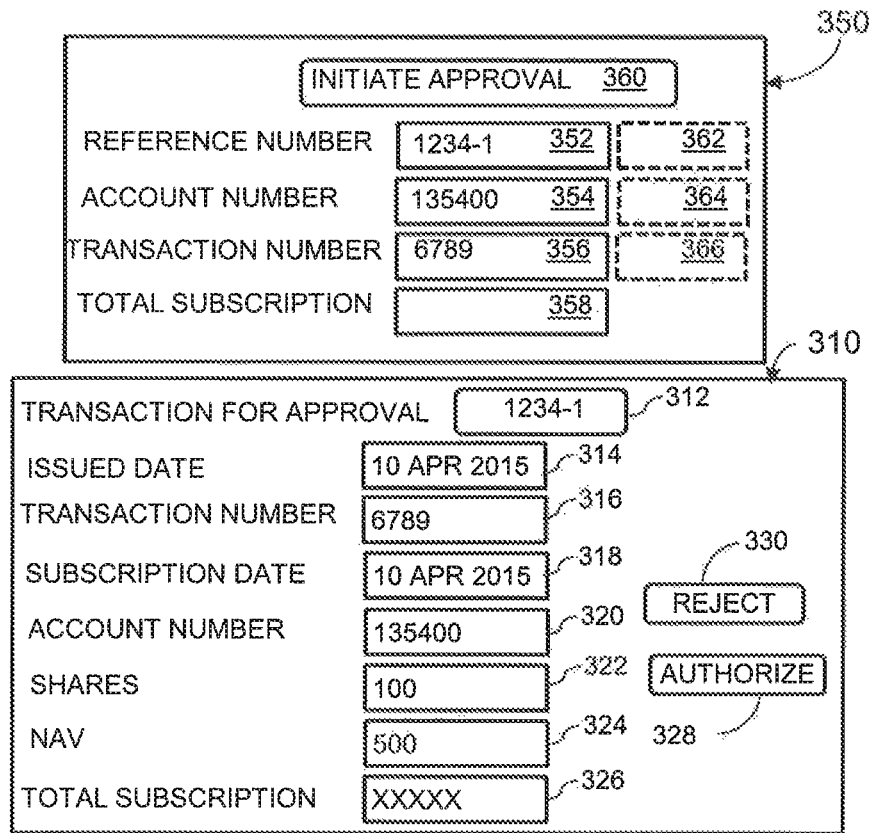 350
INITIATE APPROVAL 360
REFERENCE NUMBER 1234-1 352 362
ACCOUNT NUMBER 135400 354 364
TRANSACTION NUMBER 6789 356 366
TOTAL SUBSCRIPTION 358
310
TRANSACTION FOR APPROVAL 1234-1 312
ISSUED DATE 10 APR 2015 314
TRANSACTION NUMBER 6789 316
SUBSCRIPTION DATE 10 APR 2015 318
330
REJECT
ACCOUNT NUMBER 135400 320
SHARES 100 322
AUTHORIZE
NAV 500 324
328
TOTAL SUBSCRIPTION XXXXX 326